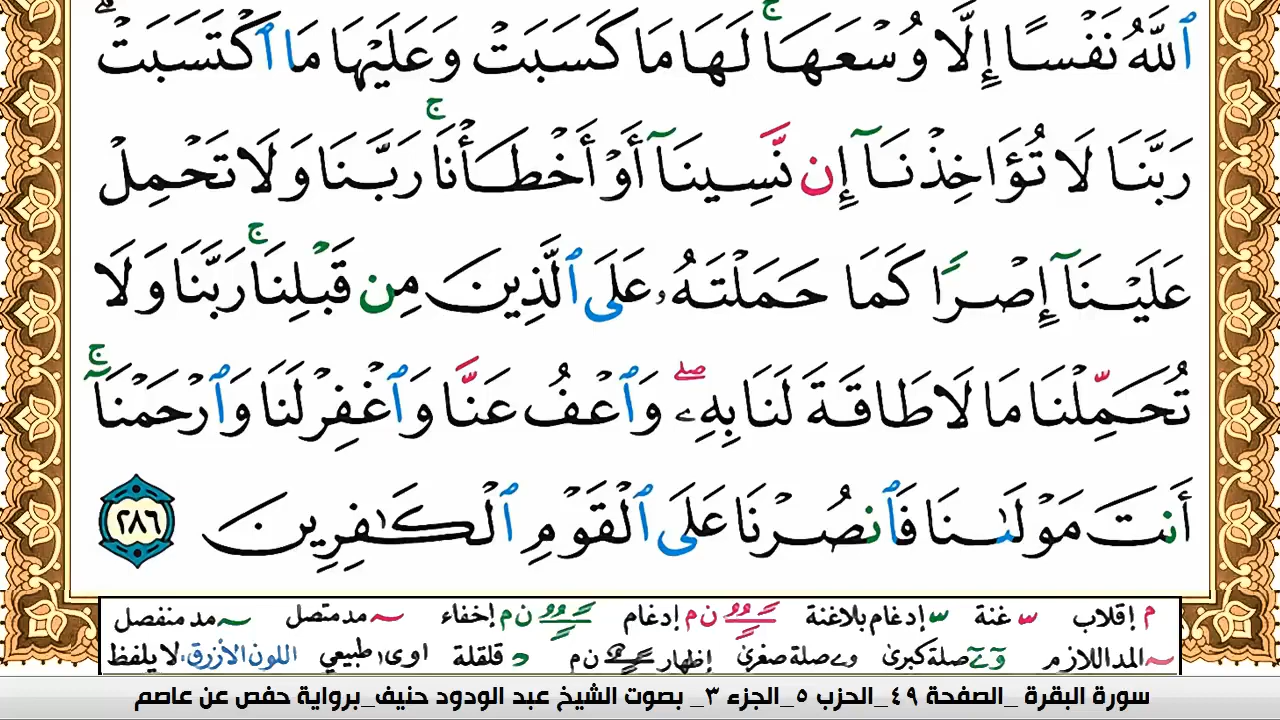 ٱللَّهُ نَفْسًا إِلَّا وُسْعَهَا ۚ لَهَا مَا كَسَبَتْ وَعَلَيْهَا مَا ٱكْتَسَبَتْ ۗ
رَبَّنَا لَا تُؤَاخِذْنَآ إِن نَّسِينَآ أَوْ أَخْطَأْنَا ۚ رَبَّنَا وَلَا تَحْمِلْ
عَلَيْنَآ إِصْرًا كَمَا حَمَلْتَهُۥ عَلَى ٱلَّذِينَ مِن قَبْلِنَا ۚ رَبَّنَا وَلَا
تُحَمِّلْنَا مَا لَا طَاقَةَ لَنَا بِهِۦ ۖ وَٱعْفُ عَنَّا وَٱغْفِرْ لَنَا وَٱرْحَمْنَآ ۚ
أَنتَ مَوْلَىٰنَا فَٱنصُرْنَا عَلَى ٱلْقَوْمِ ٱلْكَٰفِرِينَ ٢٨٦
م إقلاب غنة إدغام بلاغنة ن م إدغام ن م إخفاء مد متصل مد منفصل
المد اللازم صلة كبرى صلة صغرى إظهار ن م قلقلة اوى طبيعي اللون الأزرق: لا يلفظ
سورة البقرة _الصفحة ٤٩_الحزب ٥_الجزء ٣_ بصوت الشيخ عبد الودود حنيف_برواية حفص عن عاصم